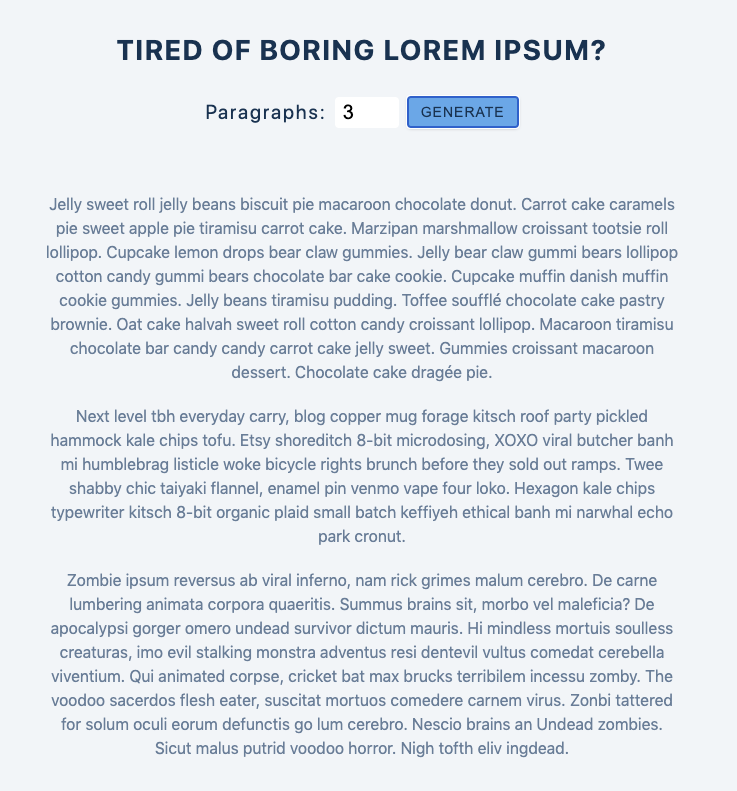 TIRED OF BORING LOREM IPSUM?
Paragraphs: 3 GENERATE
Jelly sweet roll jelly beans biscuit pie macaroon chocolate donut. Carrot cake caramels
pie sweet apple pie tiramisu carrot cake. Marzipan marshmallow croissant tootsie roll
lollipop. Cupcake lemon drops bear claw gummies. Jelly bear claw gummi bears lollipop
cotton candy gummi bears chocolate bar cake cookie. Cupcake muffin danish muffin
cookie gummies. Jelly beans tiramisu pudding. Toffee soufflé chocolate cake pastry
brownie. Oat cake halvah sweet roll cotton candy croissant lollipop. Macaroon tiramisu
chocolate bar candy candy carrot cake jelly sweet. Gummies croissant macaroon
dessert. Chocolate cake dragée pie.
Next level tbh everyday carry, blog copper mug forage kitsch roof party pickled
hammock kale chips tofu. Etsy shoreditch 8-bit microdosing, XOXO viral butcher banh
mi humblebrag listicle woke bicycle rights brunch before they sold out ramps. Twee
shabby chic taiyaki flannel, enamel pin venmo vape four loko. Hexagon kale chips
typewriter kitsch 8-bit organic plaid small batch keffiyeh ethical banh mi narwhal echo
park cronut.
Zombie ipsum reversus ab viral inferno, nam rick grimes malum cerebro. De carne
lumbering animata corpora quaeritis. Summus brains sit, morbo vel maleficia? De
apocalypsi gorger omero undead survivor dictum mauris. Hi mindless mortuis soulless
creaturas, imo evil stalking monstra adventus resi dentevil vultus comedat cerebella
viventium. Qui animated corpse, cricket bat max brucks terribilem incessu zomby. The
voodoo sacerdos flesh eater, suscitat mortuos comedere carnem virus. Zonbi tattered
for solum oculi eorum defunctis go lum cerebro. Nescio brains an Undead zombies.
Sicut malus putrid voodoo horror. Nigh tofth eliv ingdead.